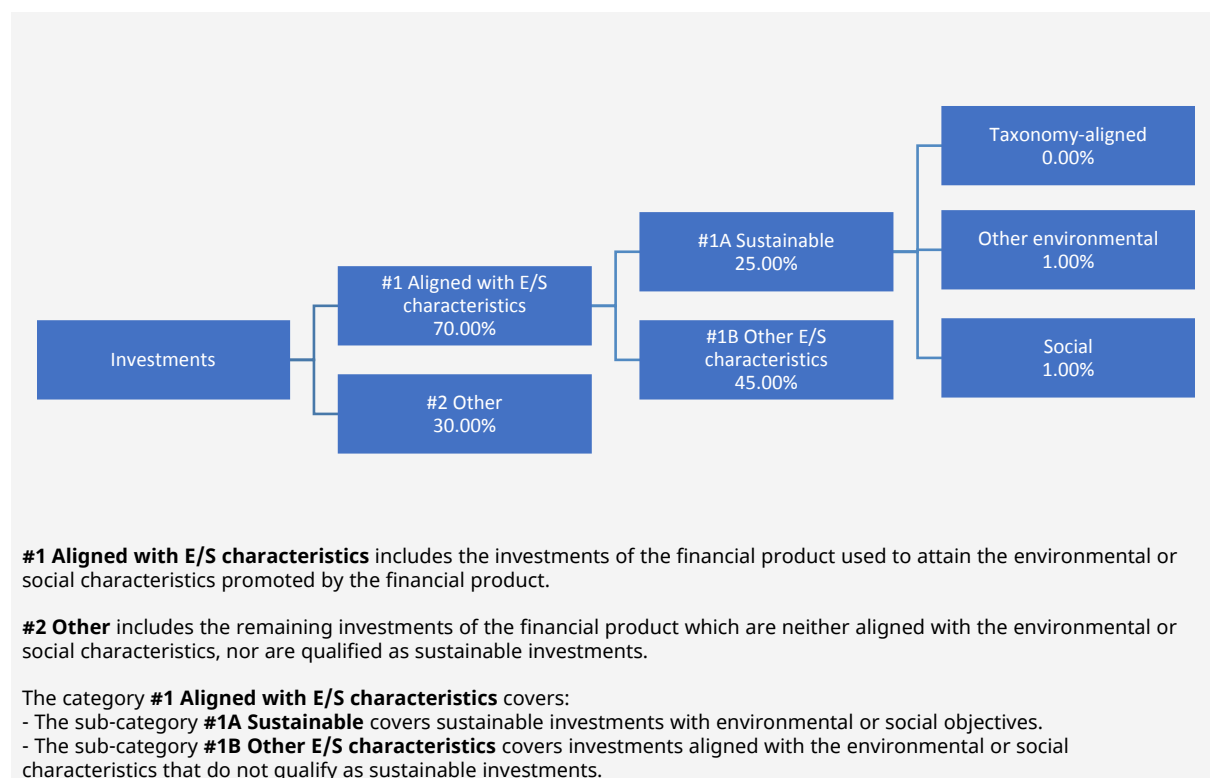 Investments
#1 Aligned with E/S
characteristics
70.00%
#2 Other
30.00%
#1A Sustainable
25.00%
#1B Other E/S
characteristics
45.00%
Taxonomy-aligned
0.00%
Other environmental
1.00%
Social
1.00%
#1 Aligned with E/S characteristics includes the investments of the financial product used to attain the environmental or
social characteristics promoted by the financial product.
#2 Other includes the remaining investments of the financial product which are neither aligned with the environmental or
social characteristics, nor are qualified as sustainable investments.
The category #1 Aligned with E/S characteristics covers:
- The sub-category #1A Sustainable covers sustainable investments with environmental or social objectives.
- The sub-category #1B Other E/S characteristics covers investments aligned with the environmental or social
characteristics that do not qualify as sustainable investments.